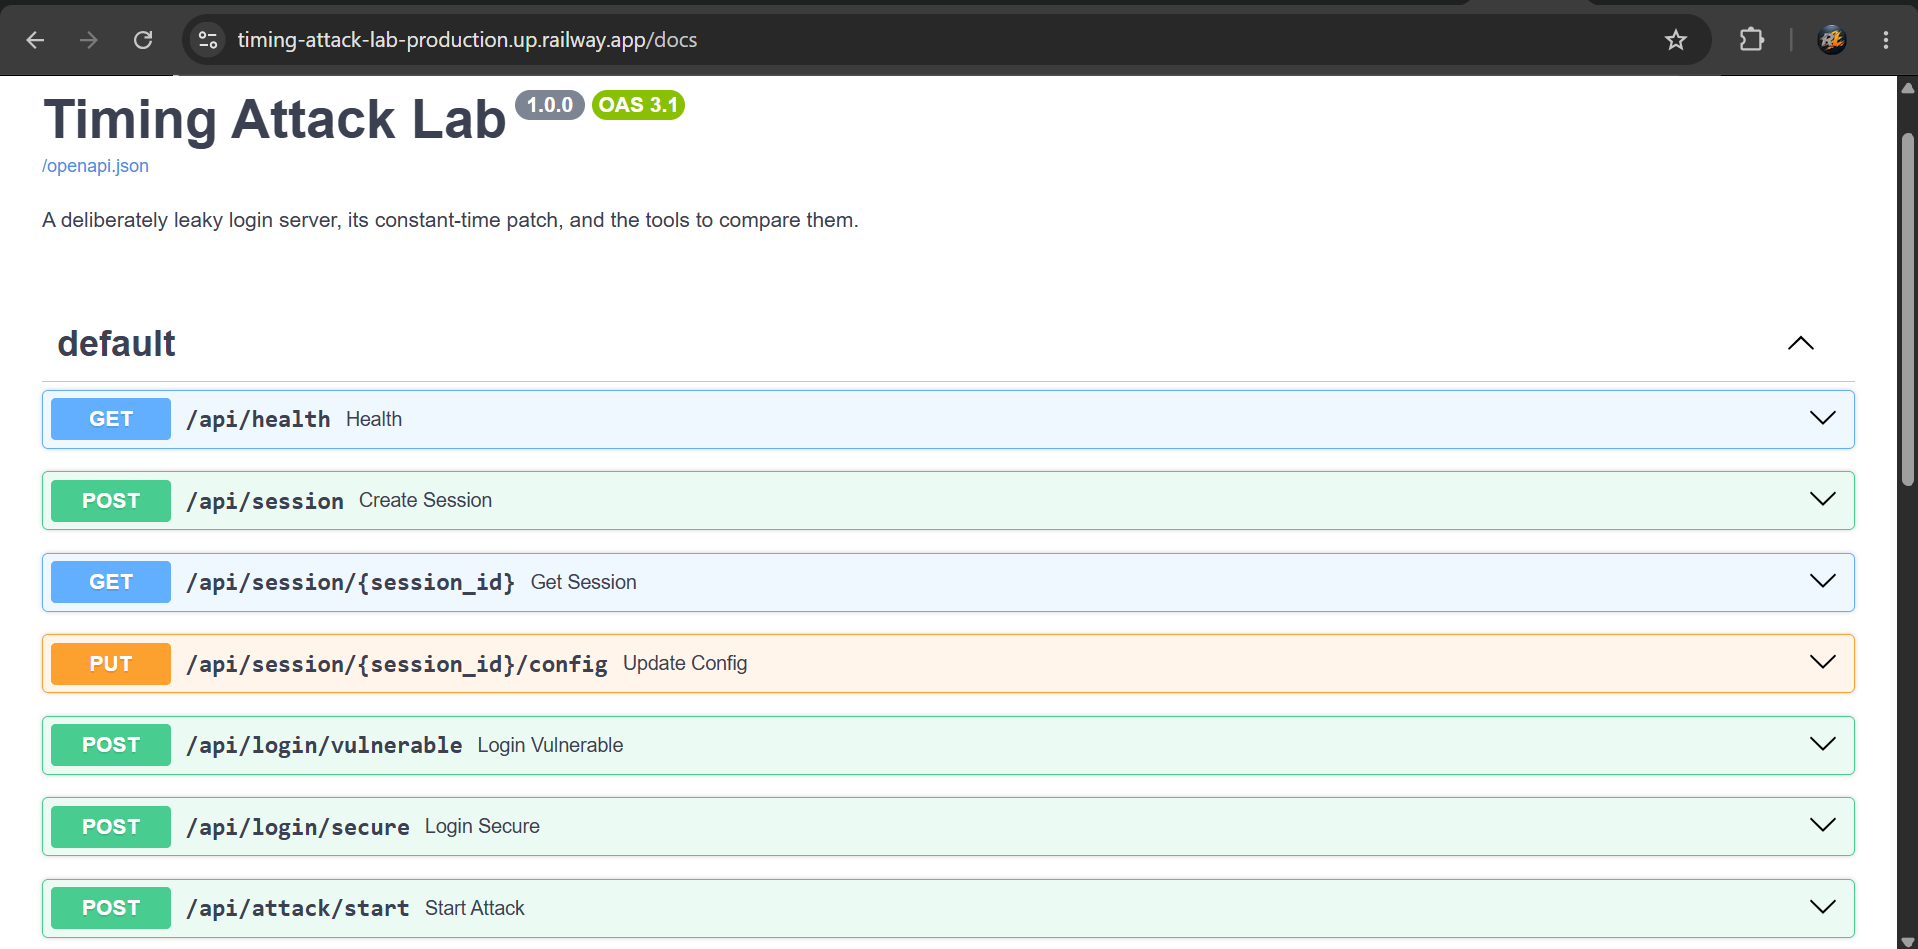 timing-attack-lab-production.up.railway.app/docs
Timing Attack Lab 1.0.0 OAS 3.1
/openapi.json
A deliberately leaky login server, its constant-time patch, and the tools to compare them.
default
GET /api/health Health
POST /api/session Create Session
GET /api/session/{session_id} Get Session
PUT /api/session/{session_id}/config Update Config
POST /api/login/vulnerable Login Vulnerable
POST /api/login/secure Login Secure
POST /api/attack/start Start Attack